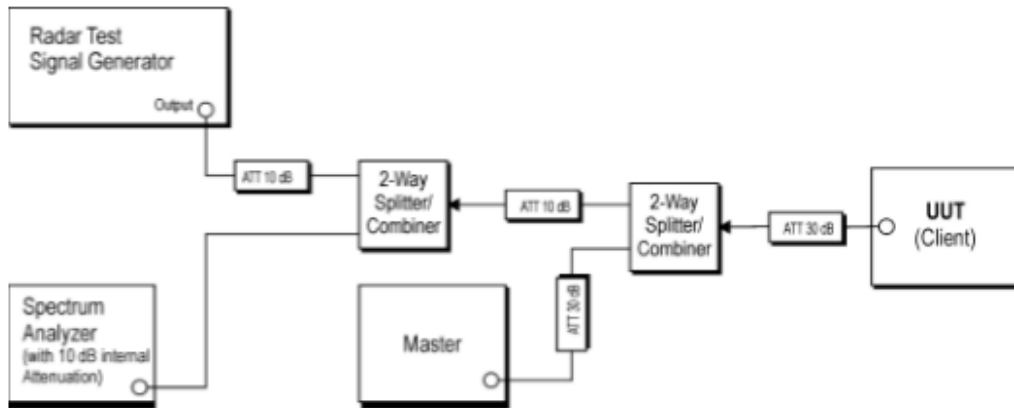 Radar Test
Signal Generator
Output
ATT 10 dB
2-Way
Splitter/
Combiner
ATT 10 dB
2-Way
Splitter/
Combiner
ATT 30 dB
UUT
(Client)
Spectrum
Analyzer
(with 10 dB internal
Attenuation)
Master
ATT 30 dB